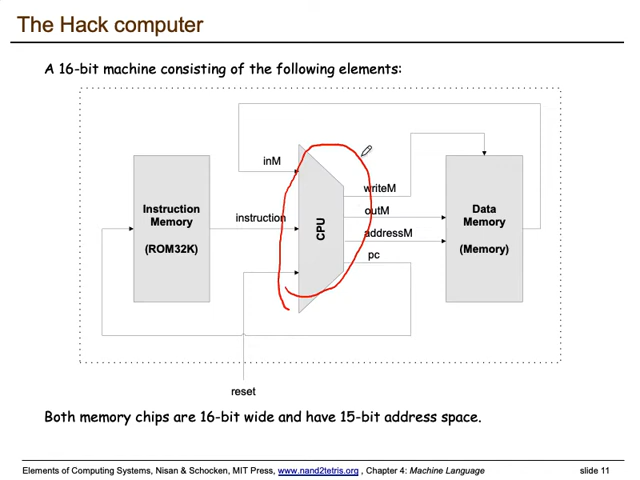 The Hack computer
A 16-bit machine consisting of the following elements:
inM
writeM
Instruction
Memory
(ROM32K)
instruction
CPU
outM
addressM
pc
Data
Memory
(Memory)
reset
Both memory chips are 16-bit wide and have 15-bit address space.
Elements of Computing Systems, Nisan & Schocken, MIT Press, www.nand2tetris.org , Chapter 4: Machine Language slide 11